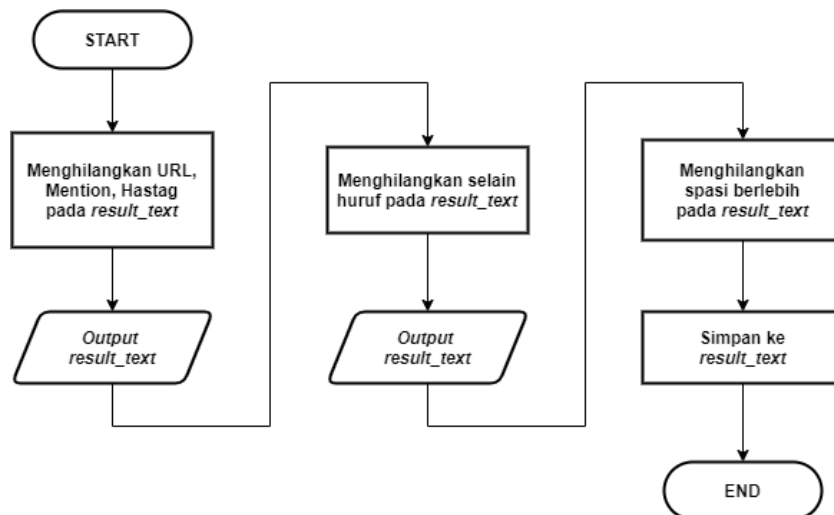 START
Menghilangkan URL,
Mention, Hastag
pada result_text
Output
result_text
Menghilangkan selain
huruf pada result_text
Output
result_text
Menghilangkan
spasi berlebih
pada result_text
Simpan ke
result_text
END